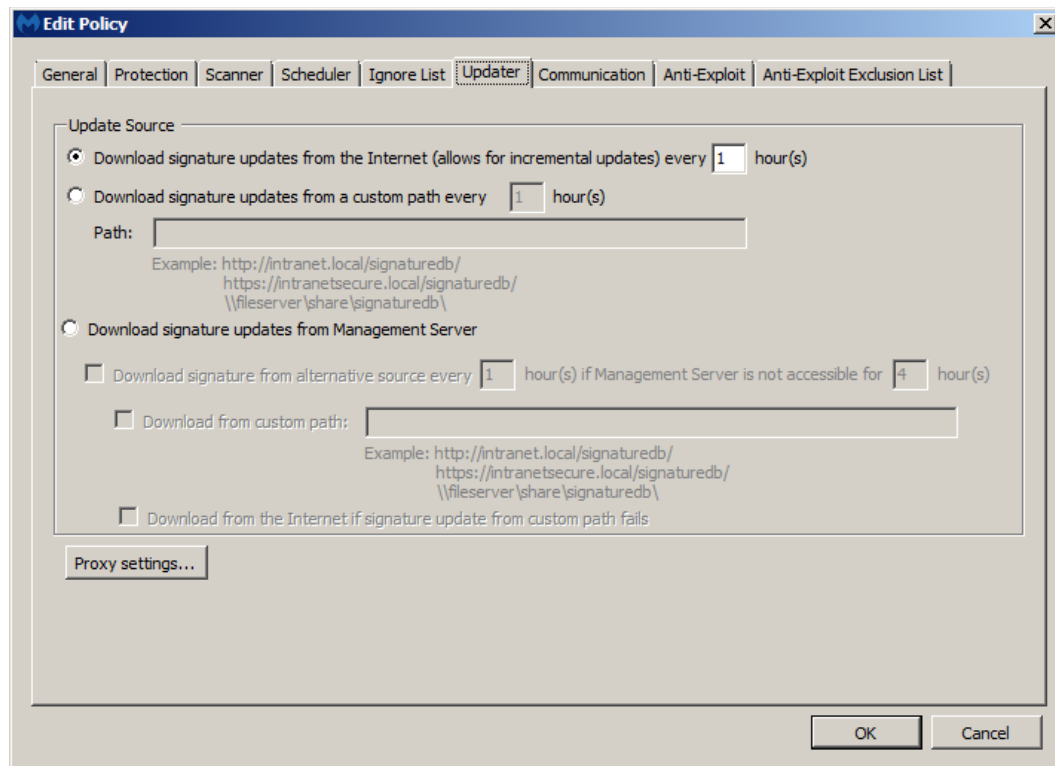 Edit Policy
General Protection Scanner Scheduler Ignore List Updater Communication Anti-Exploit Anti-Exploit Exclusion List
Update Source
Download signature updates from the Internet (allows for incremental updates) every 1 hour(s)
Download signature updates from a custom path every 1 hour(s)
Path:
Example: http://intranet.local/signaturedb/
https://intranetsecure.local/signaturedb/
\\fileserver\share\signaturedb\
Download signature updates from Management Server
Download signature from alternative source every 1 hour(s) if Management Server is not accessible for 4 hour(s)
Download from custom path:
Example: http://intranet.local/signaturedb/
https://intranetsecure.local/signaturedb/
\\fileserver\share\signaturedb\
Download from the Internet if signature update from custom path fails
Proxy settings...
OK Cancel